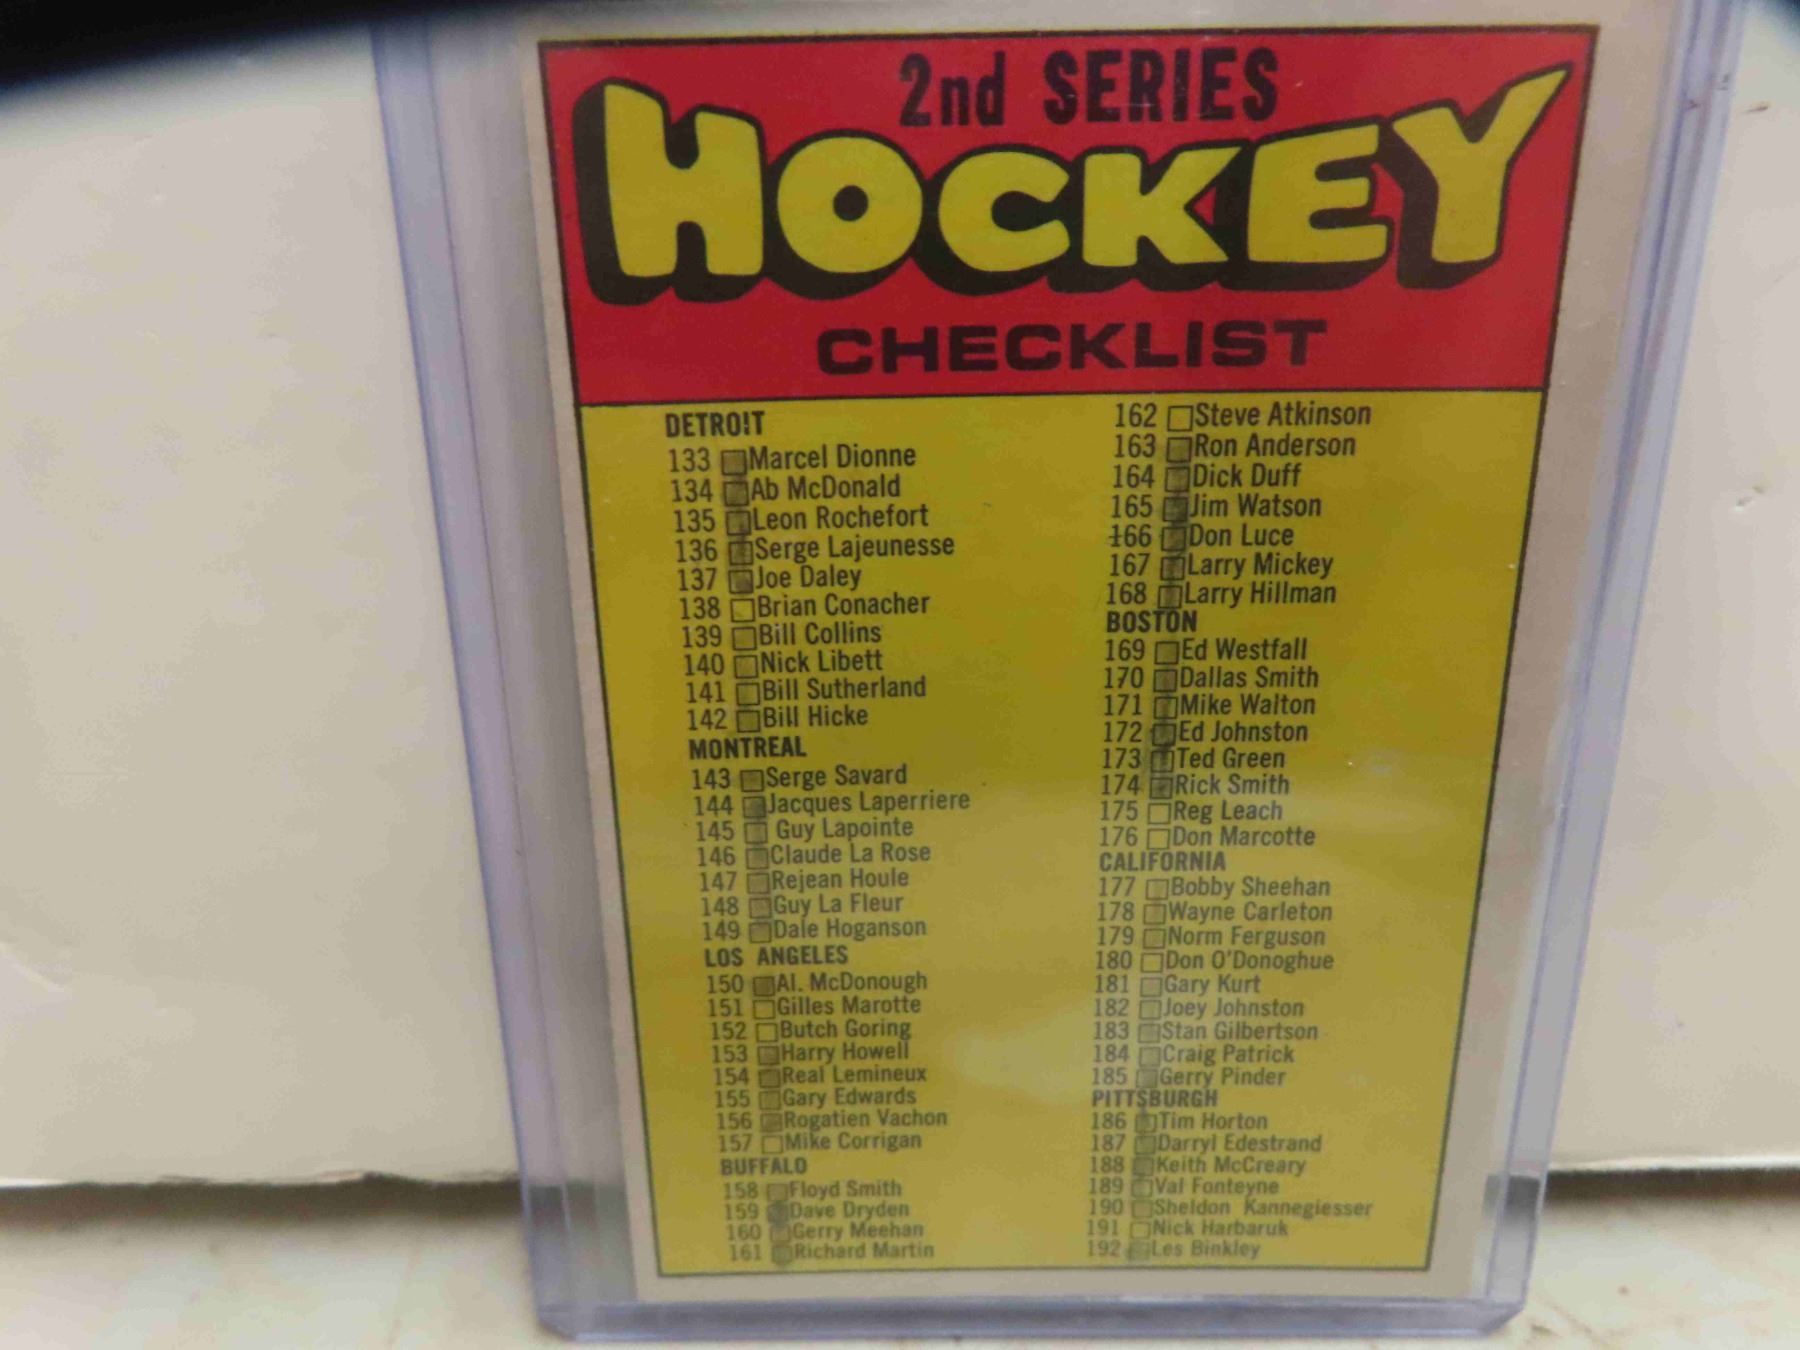 2nd SERIES
HOCKEY
CHECKLIST
DETROIT
133 Marcel Dionne
134 Ab McDonald
135 Leon Rochefort
136 Serge Lajeunesse
137 Joe Daley
138 Brian Conacher
139 Bill Collins
140 Nick Libett
141 Bill Sutherland
142 Bill Hicke
MONTREAL
143 Serge Savard
144 Jacques Laperriere
145 Guy Lapointe
146 Claude La Rose
147 Rejean Houle
148 Guy La Fleur
149 Dale Hoganson
LOS ANGELES
150 Al. McDonough
151 Gilles Marotte
152 Butch Goring
153 Harry Howell
154 Real Lemineux
155 Gary Edwards
156 Rogatien Vachon
157 Mike Corrigan
BUFFALO
158 Floyd Smith
159 Dave Dryden
160 Gerry Meehan
161 Richard Martin
162 Steve Atkinson
163 Ron Anderson
164 Dick Duff
165 Jim Watson
166 Don Luce
167 Larry Mickey
168 Larry Hillman
BOSTON
169 Ed Westfall
170 Dallas Smith
171 Mike Walton
172 Ed Johnston
173 Ted Green
174 Rick Smith
175 Reg Leach
176 Don Marcotte
CALIFORNIA
177 Bobby Sheehan
178 Wayne Carleton
179 Norm Ferguson
180 Don O'Donoghue
181 Gary Kurt
182 Joey Johnston
183 Stan Gilbertson
184 Craig Patrick
185 Gerry Pinder
PITTSBURGH
186 Tim Horton
187 Darryl Edestrand
188 Keith McCreary
189 Val Fonteyne
190 Sheldon Kannegiesser
191 Nick Harbaruk
192 Les Binkley